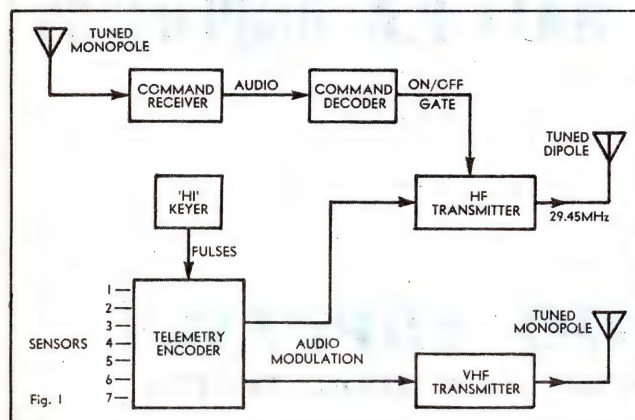 TUNED
MONOPOLE
COMMAND
RECEIVER
AUDIO
COMMAND
DECODER
ON/OFF
GATE
TUNED
DIPOLE
'HI'
KEYER
HF
TRANSMITTER
29.45MHz
PULSES
SENSORS
1
2
3
4
5
6
7
TELEMETRY
ENCODER
AUDIO
MODULATION
TUNED
MONOPOLE
VHF
TRANSMITTER
Fig. 1